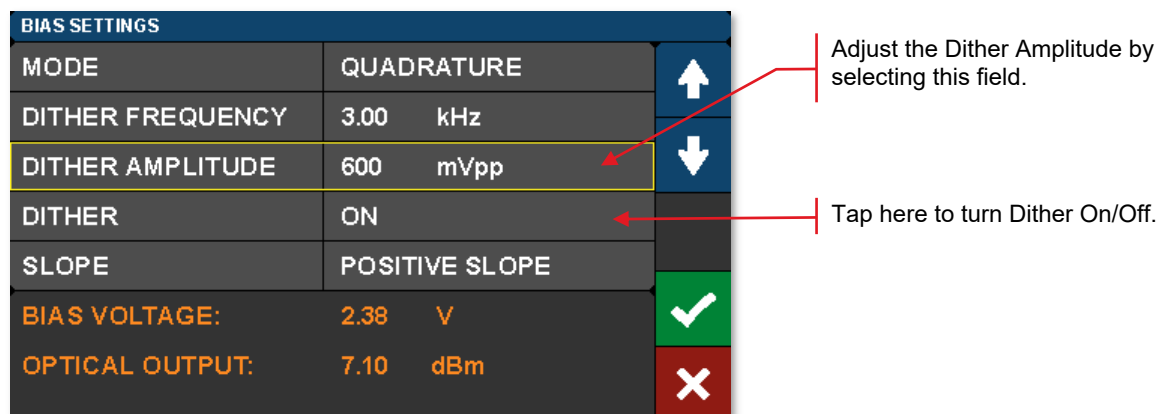 BIAS SETTINGS
MODE QUADRATURE
DITHER FREQUENCY 3.00 kHz
DITHER AMPLITUDE 600 mVpp
DITHER ON
SLOPE POSITIVE SLOPE
BIAS VOLTAGE: 2.38 V
OPTICAL OUTPUT: 7.10 dBm
Adjust the Dither Amplitude by
selecting this field.
Tap here to turn Dither On/Off.